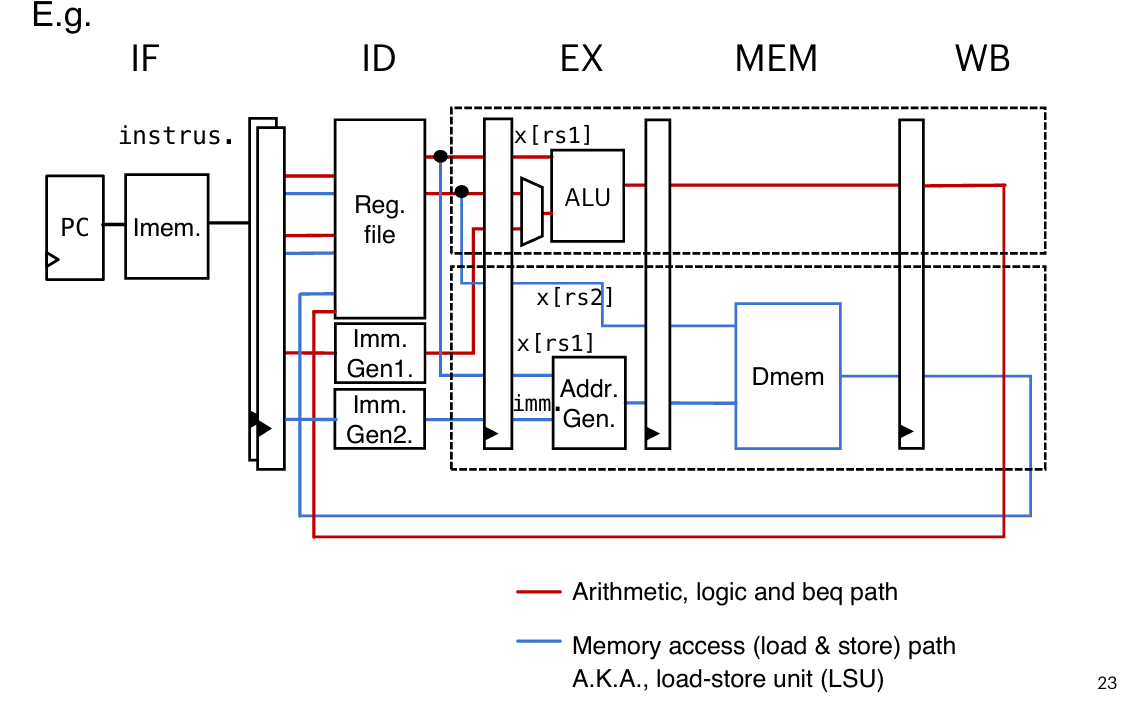 E.g.
IF
ID
EX
MEM
WB
instrus.
PC
Imem.
Reg.
file
Imm.
Gen1.
Imm.
Gen2.
x[rs1]
ALU
x[rs2]
x[rs1]
imm.
Addr.
Gen.
Dmem
Arithmetic, logic and beq path
Memory access (load & store) path
A.K.A., load-store unit (LSU)
23